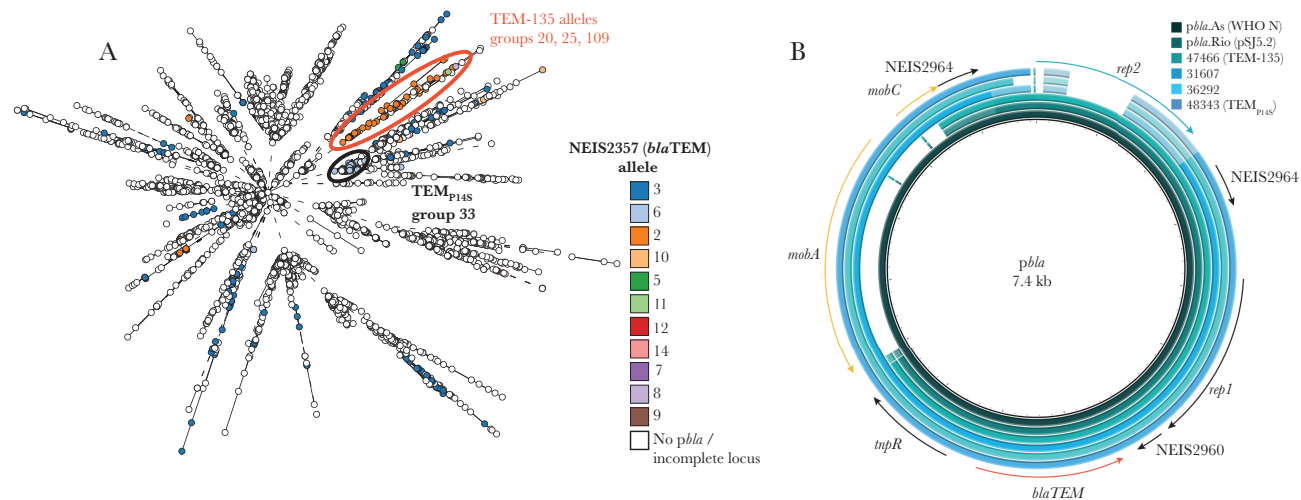 A
TEM-135 alleles
groups 20, 25, 109
TEMP14S
group 33
NEIS2357 (blaTEM)
allele
3
6
2
10
5
11
12
14
7
8
9
No pbla /
incomplete locus
B
pbla.As (WHO N)
pbla.Rio (pSJ5.2)
47466 (TEM-135)
31607
36292
48343 (TEMP14S)
NEIS2964
mobC
rep2
NEIS2964
mobA
pbla
7.4 kb
rep1
tnpR
NEIS2960
blaTEM